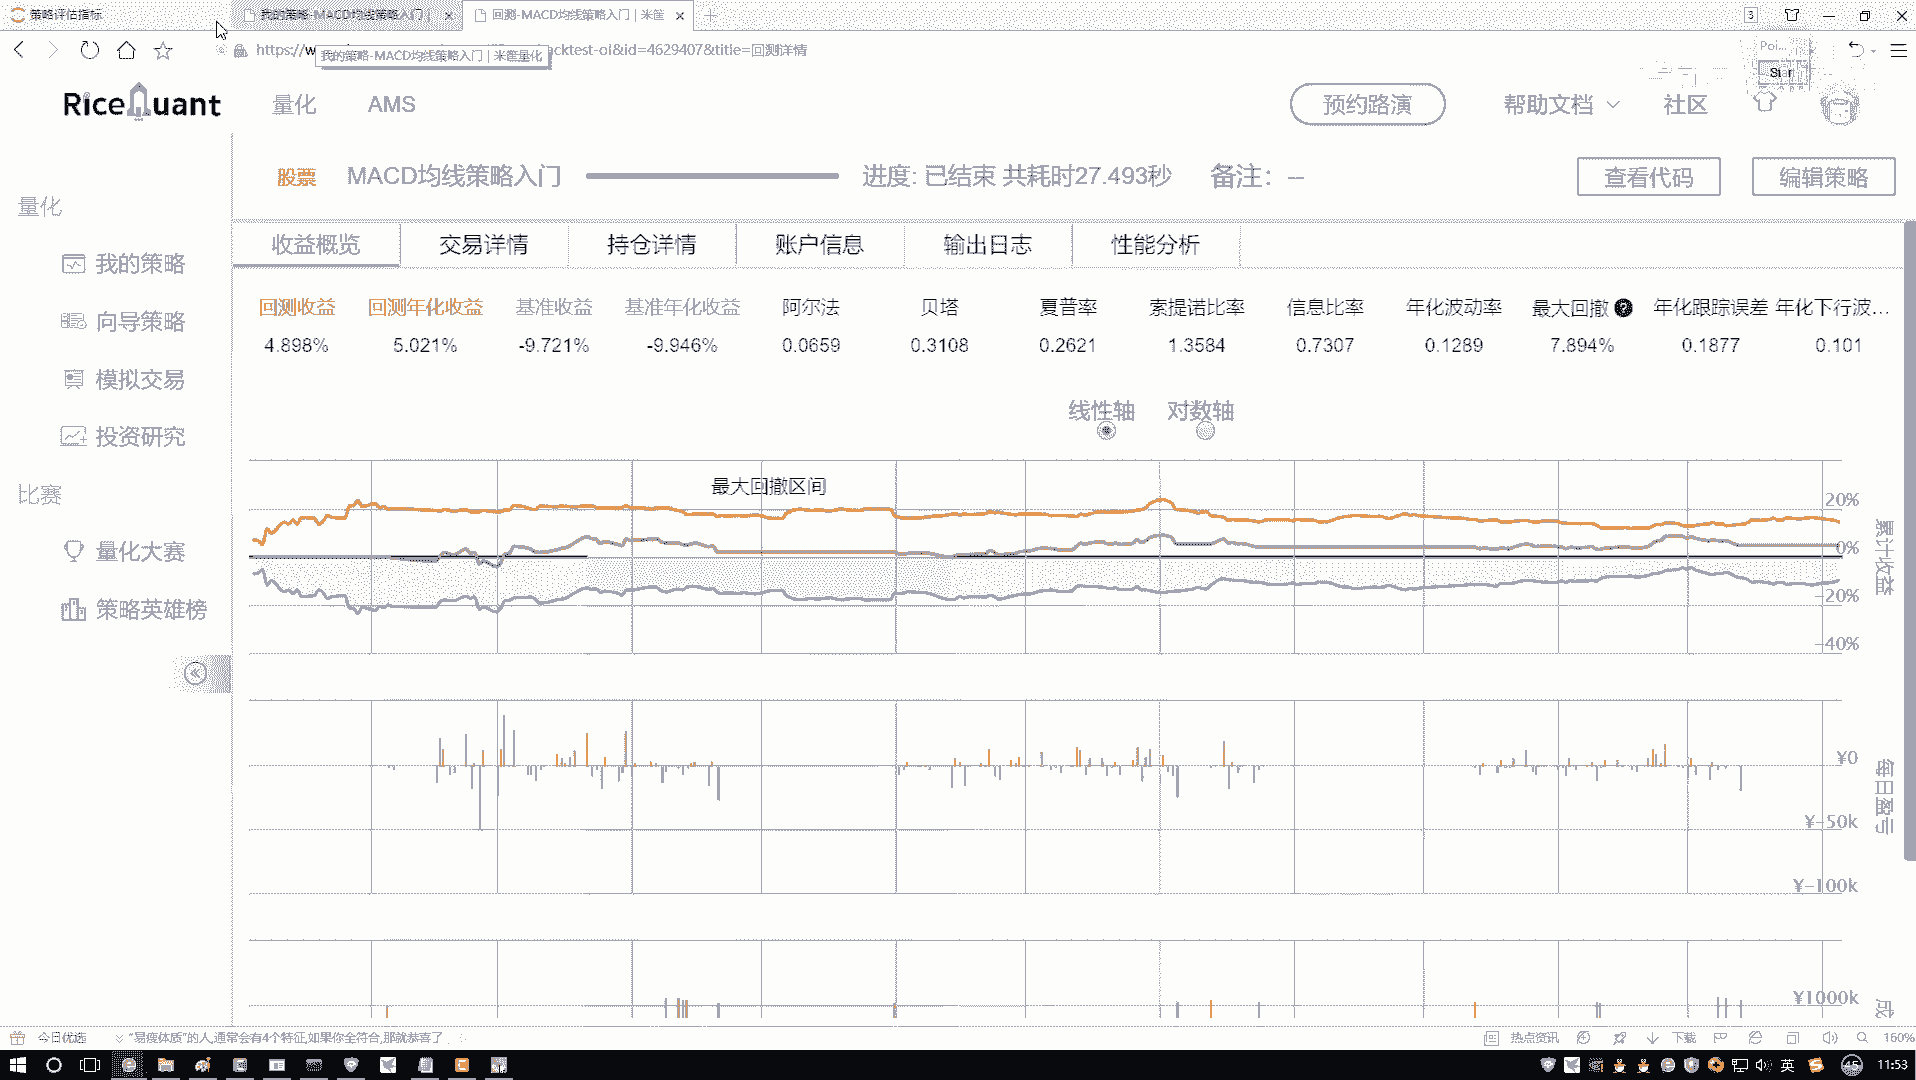 策略评估指标
我的策略-MACD均线策略入门 |
回测-MACD均线策略入门 | 米筐
3
https://w
acktest-oi&id=4629407&title=回测详情
我的策略-MACD均线策略入门 | 米筐量化
Poi...
Start
RiceQuant
量化
AMS
预约路演
帮助文档
社区
股票
MACD均线策略入门
进度: 已结束 共耗时27.493秒
备注: --
查看代码
编辑策略
量化
我的策略
向导策略
模拟交易
投资研究
比赛
量化大赛
策略英雄榜
收益概览
交易详情
持仓详情
账户信息
输出日志
性能分析
回测收益 回测年化收益 基准收益 基准年化收益 阿尔法 贝塔 夏普率 索提诺比率 信息比率 年化波动率 最大回撤 年化跟踪误差 年化下行波...
4.898% 5.021% -9.721% -9.946% 0.0659 0.3108 0.2621 1.3584 0.7307 0.1289 7.894% 0.1877 0.101
线性轴 对数轴
最大回撤区间
20%
0%
-20%
-40%
累计收益
¥0
¥-50k
¥-100k
每日盈亏
¥1000k
成
今日优选
"易瘦体质"的人,通常会有4个特征,如果你全符合,那就恭喜了
热点资讯
下载
160%
英
45
11:53